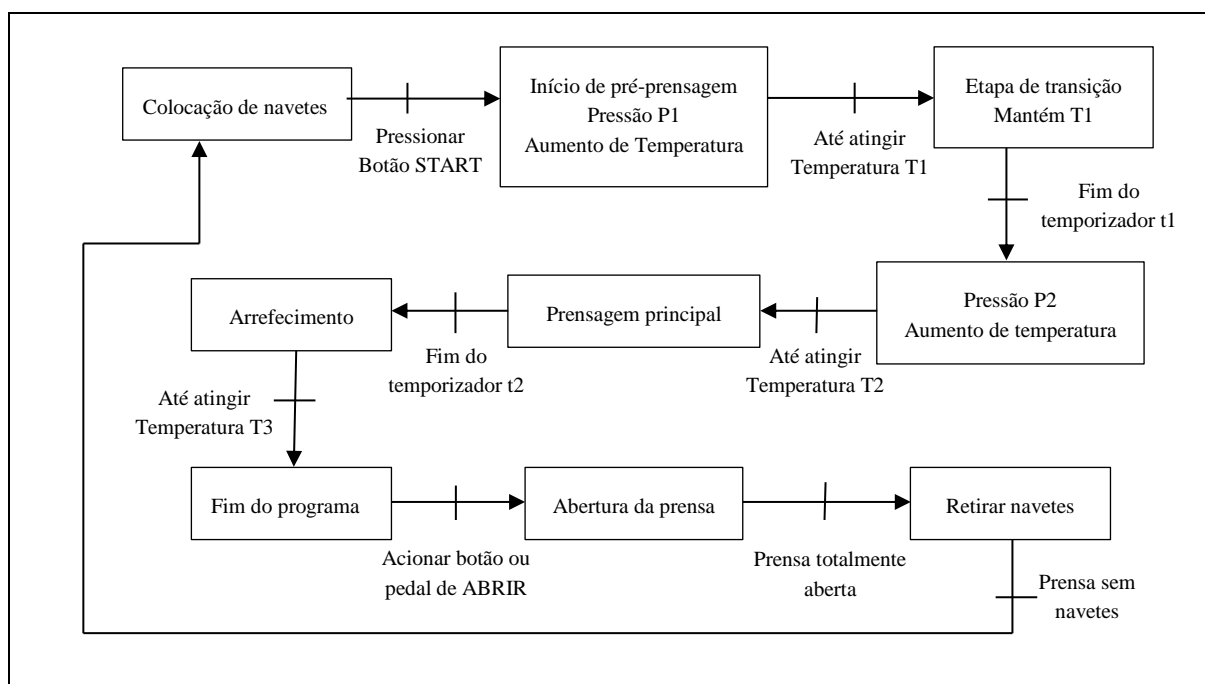 Colocação de navetes
Pressionar
Botão START
Início de pré-prensagem
Pressão P1
Aumento de Temperatura
Até atingir
Temperatura T1
Etapa de transição
Mantém T1
Fim do
temporizador t1
Pressão P2
Aumento de temperatura
Até atingir
Temperatura T2
Prensagem principal
Fim do
temporizador t2
Arrefecimento
Até atingir
Temperatura T3
Fim do programa
Acionar botão ou
pedal de ABRIR
Abertura da prensa
Prensa totalmente
aberta
Retirar navetes
Prensa sem
navetes